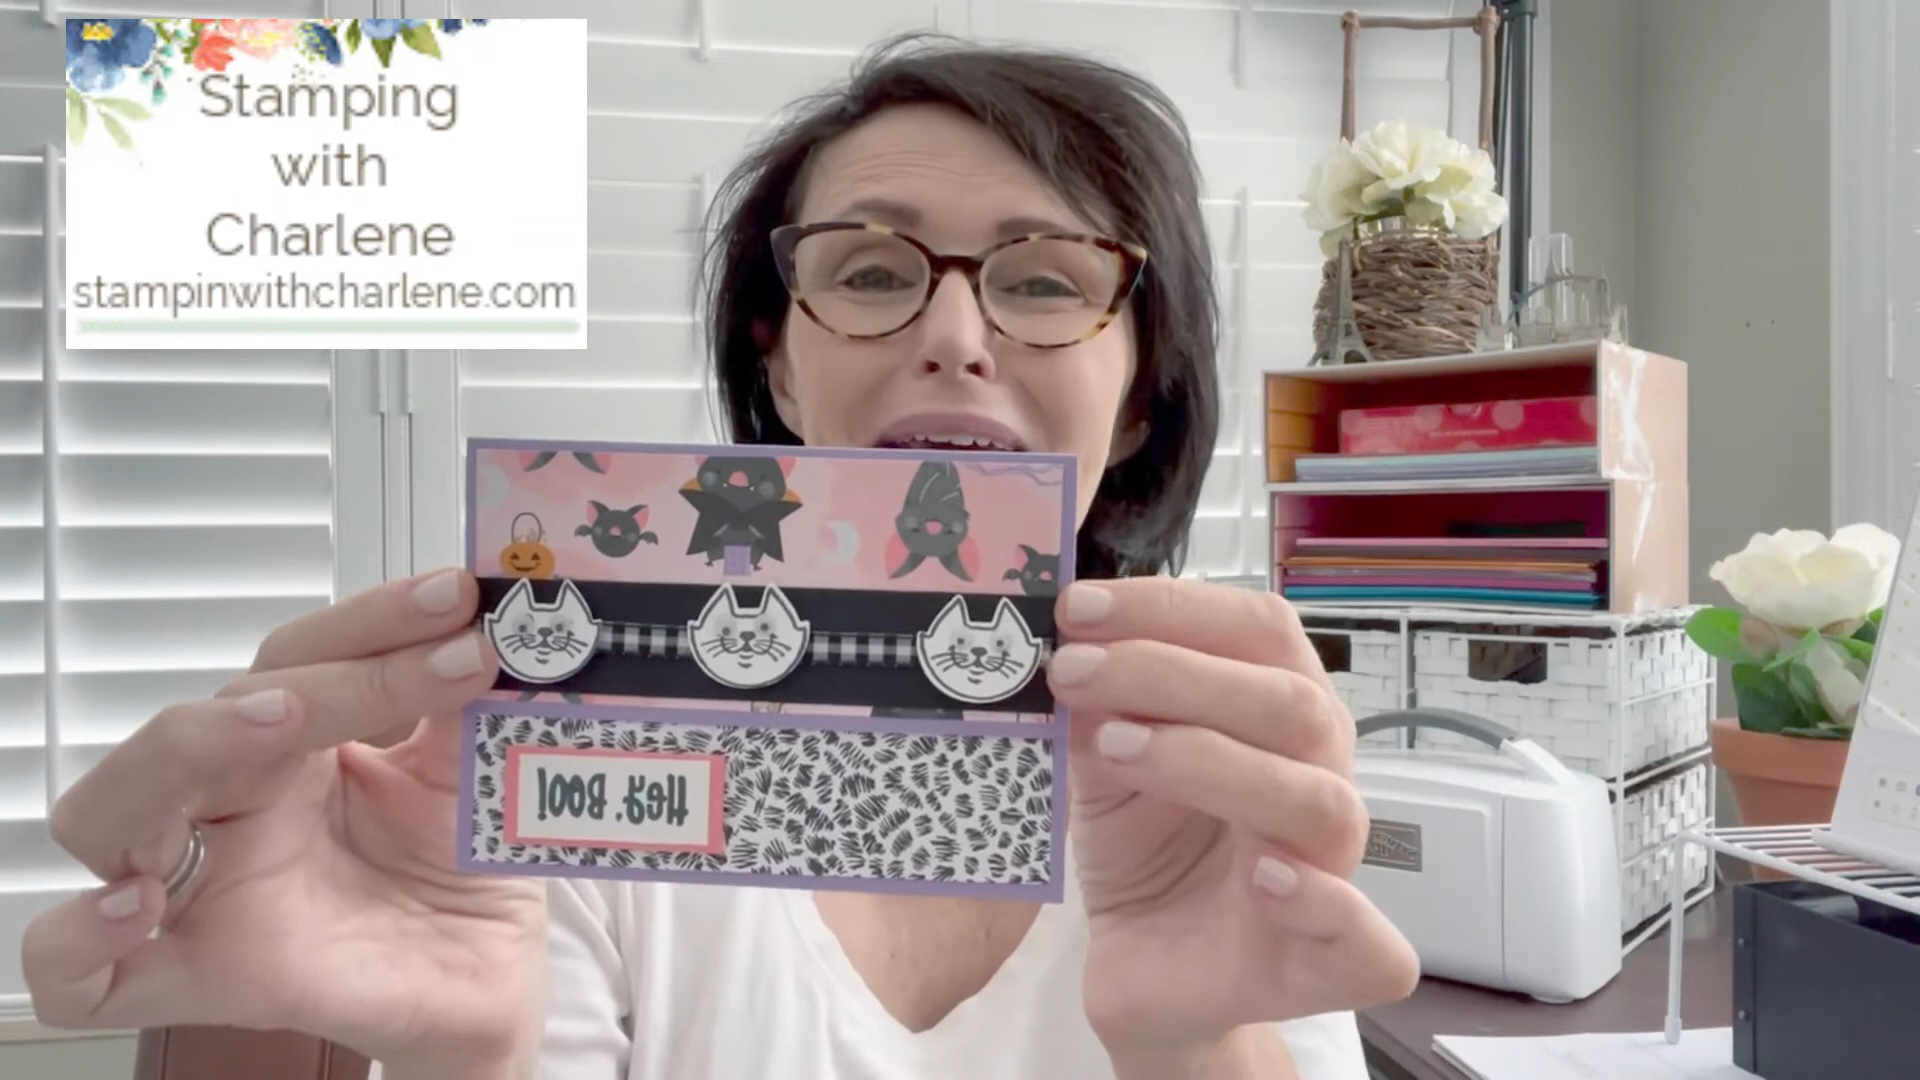 Stamping
with
Charlene
stampinwithcharlene.com
Hey, Boo!